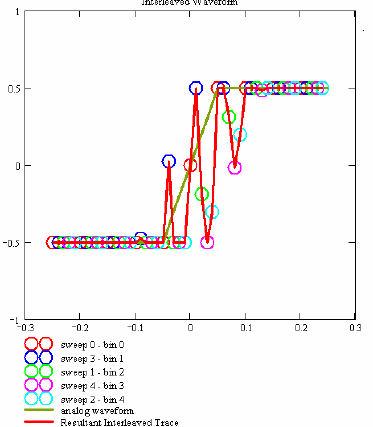 Interleaved Waveform
1
0.5
0
-0.5
-1
-0.3
-0.2
-0.1
0
0.1
0.2
0.3
sweep 0 - bin 0
sweep 3 - bin 1
sweep 1 - bin 2
sweep 4 - bin 3
sweep 2 - bin 4
analog waveform
Resultant Interleaved Trace